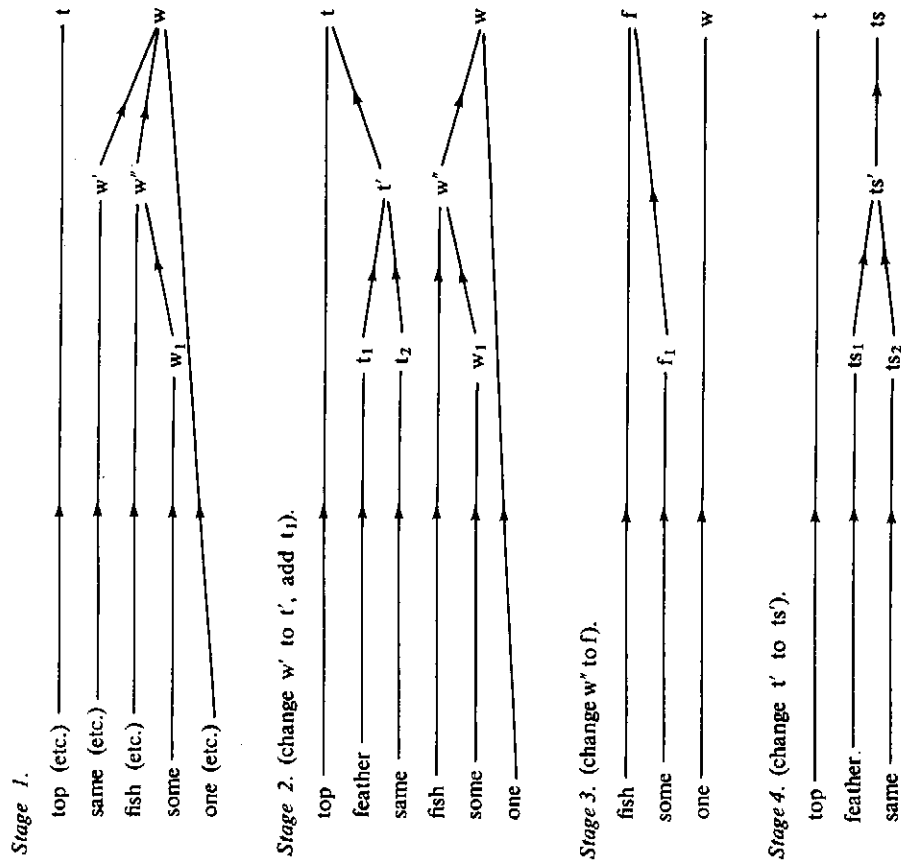 Stage 1.
top (etc.) t
same (etc.) w′
fish (etc.) w″
w
some w₁
one (etc.)
Stage 2. (change w′ to t′, add t₁).
top t
feather t₁
t′
same t₂
fish w″
some w₁ w
one
Stage 3. (change w″ to f).
fish f
some f₁
one w
Stage 4. (change t′ to ts′).
top t
feather ts₁
ts′ ts
same ts₂